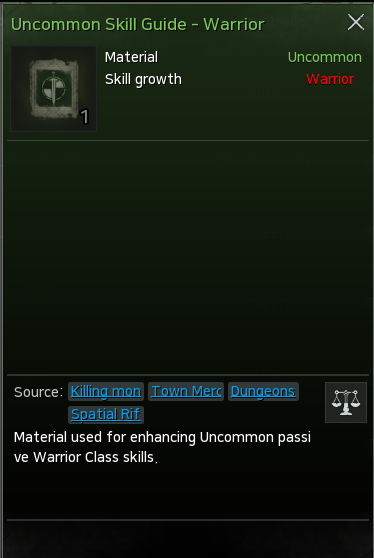 Uncommon Skill Guide - Warrior
Material Uncommon
Skill growth Warrior
1
Source: Killing mon Town Merc Dungeons
Spatial Rif
Material used for enhancing Uncommon passi
ve Warrior Class skills.